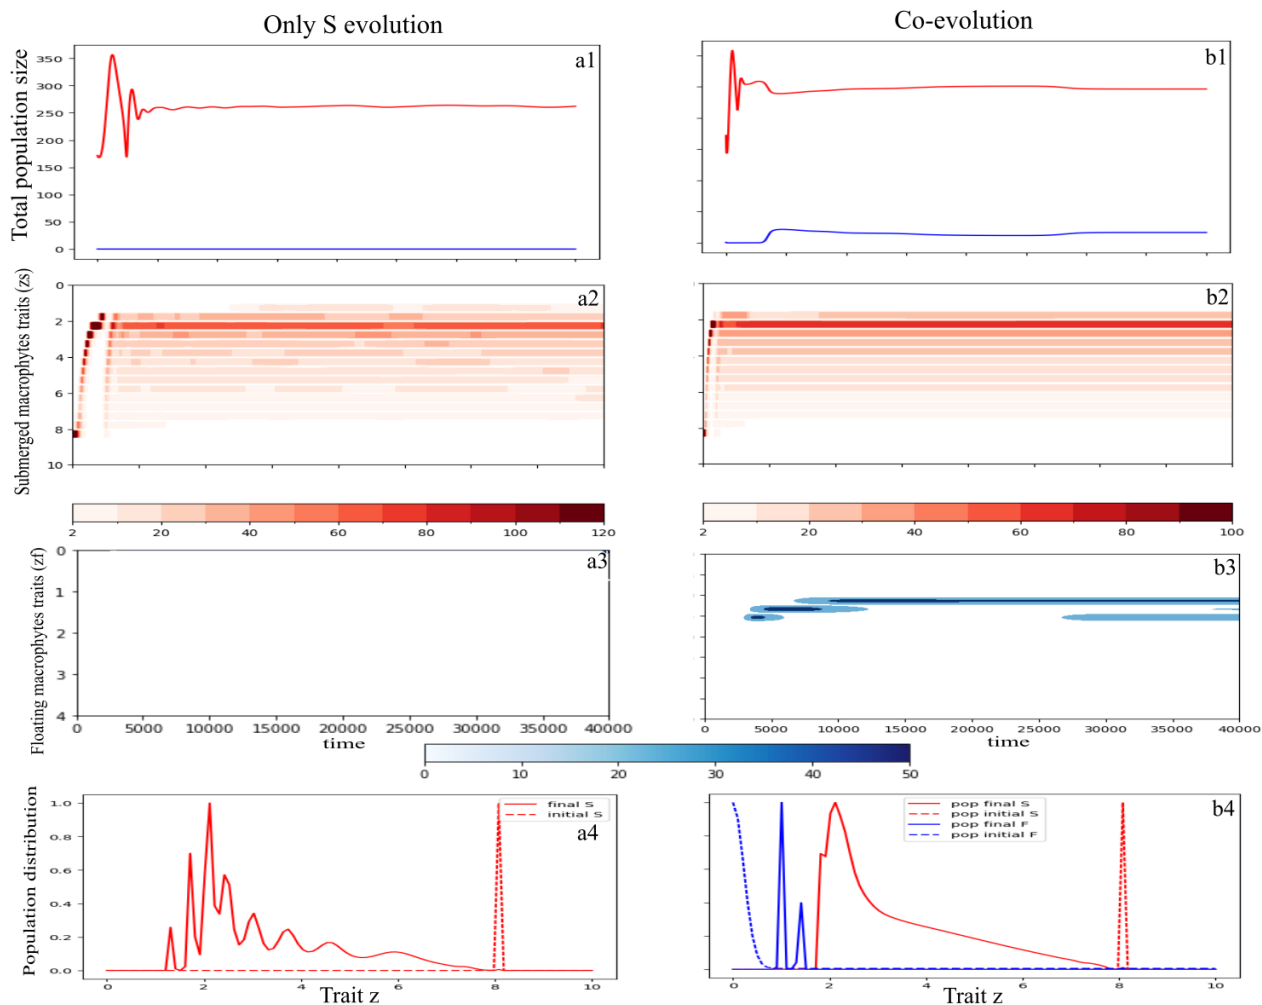 Only S evolution
Co-evolution
Total population size
350
300
250
200
150
100
50
0
a1
b1
Submerged macrophytes traits (zs)
0
2
4
6
8
10
a2
b2
2 20 40 60 80 100 120
2 20 40 60 80 100
Floating macrophytes traits (zf)
0
1
2
3
4
a3
b3
0 5000 10000 15000 20000 25000 30000 35000 40000
time
0 5000 10000 15000 20000 25000 30000 35000 40000
time
0 10 20 30 40 50
Population distribution
1.0
0.8
0.6
0.4
0.2
0.0
final S
initial S
a4
0 2 4 6 8 10
Trait z
pop final S
pop initial S
pop final F
pop initial F
b4
0 2 4 6 8 10
Trait z